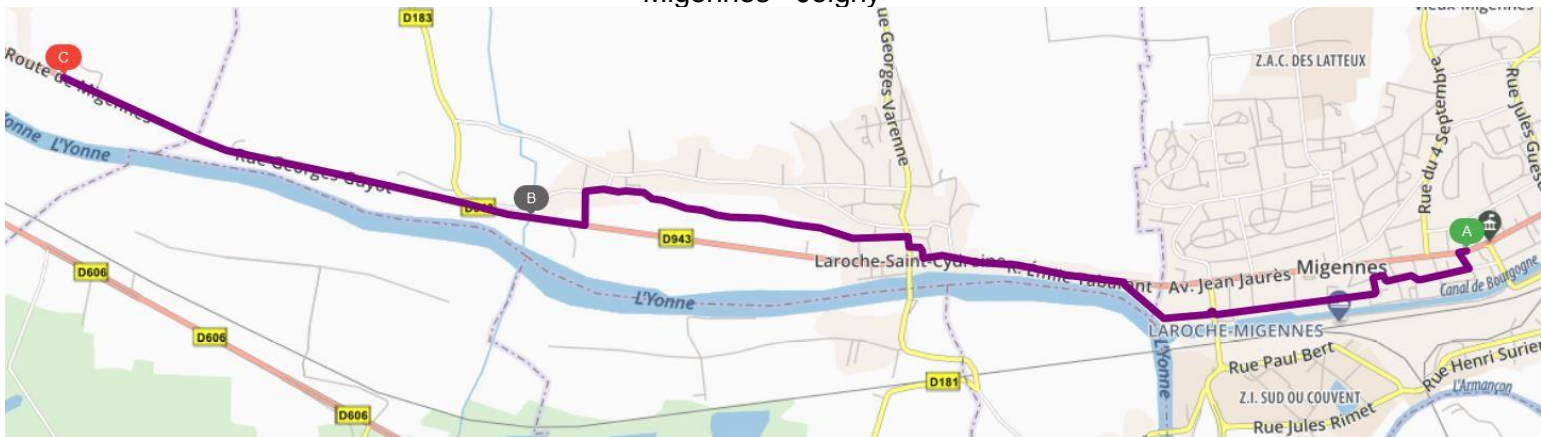 Migennes - Joigny
D183
Rue Georges Varenne
Vieux-Migennes
C
Route de Migennes
Z.A.C. DES LATTEUX
Rue du 4 Septembre
Rue Jules Guesde
L'Yonne
L'Yonne
Rue Georges Guyot
B
D943
D943
A
Laroche-Saint-Cydroine
R. Émile Tabarant
Migennes
Av. Jean Jaurès
Canal de Bourgogne
D606
L'Yonne
LAROCHE-MIGENNES
D606
L'Yonne
Rue Paul Bert
Rue Henri Surier
D181
L'Armançon
Z.I. SUD OU COUVENT
D606
Rue Jules Rimet